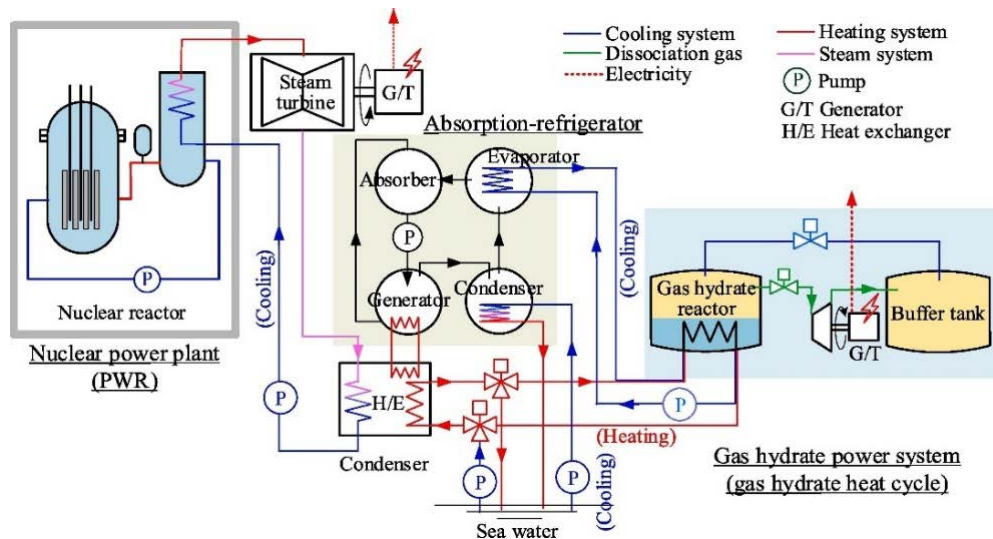 Cooling system
Dissociation gas
Electricity
Heating system
Steam system
P Pump
G/T Generator
H/E Heat exchanger
Steam
turbine
G/T
Absorption-refrigerator
Evaporator
Absorber
P
Generator
Condenser
P
Nuclear reactor
Nuclear power plant
(PWR)
(Cooling)
P
H/E
Condenser
(Cooling)
Gas hydrate
reactor
G/T
Buffer tank
P
(Heating)
P
P
(Cooling)
Sea water
Gas hydrate power system
(gas hydrate heat cycle)